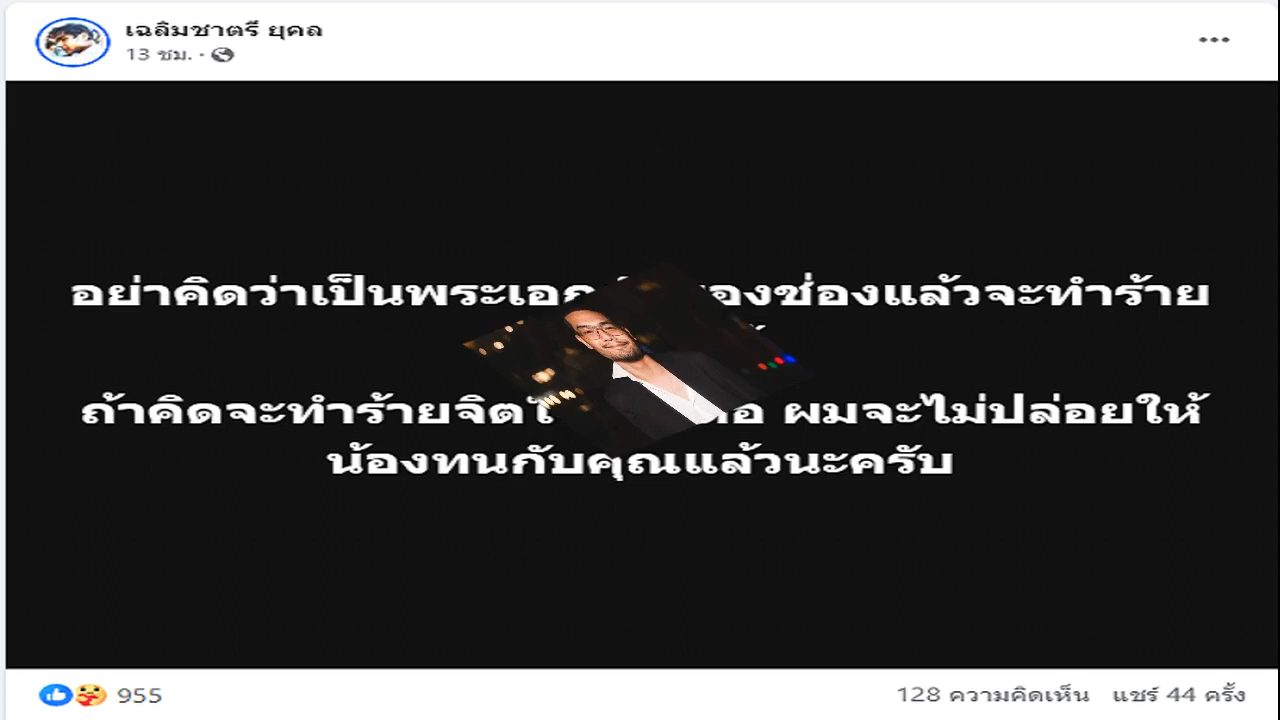 เฉลิมชาตรี ยุคล
13 ชม.
อย่าคิดว่าเป็นพระเอก ของช่องแล้วจะทำร้าย
ถ้าคิดจะทำร้ายจิตใ ผมจะไม่ปล่อยให้
น้องทนกับคุณแล้วนะครับ
955
128 ความคิดเห็น แชร์ 44 ครั้ง